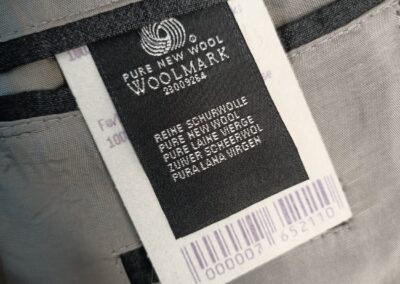 PURE NEW WOOL
WOOLMARK
23009264
REINE SCHURWOLLE
PURE NEW WOOL
PURE LAINE VIERGE
ZUIVER SCHEERWOL
PURA LANA VIRGEN
000007 652110